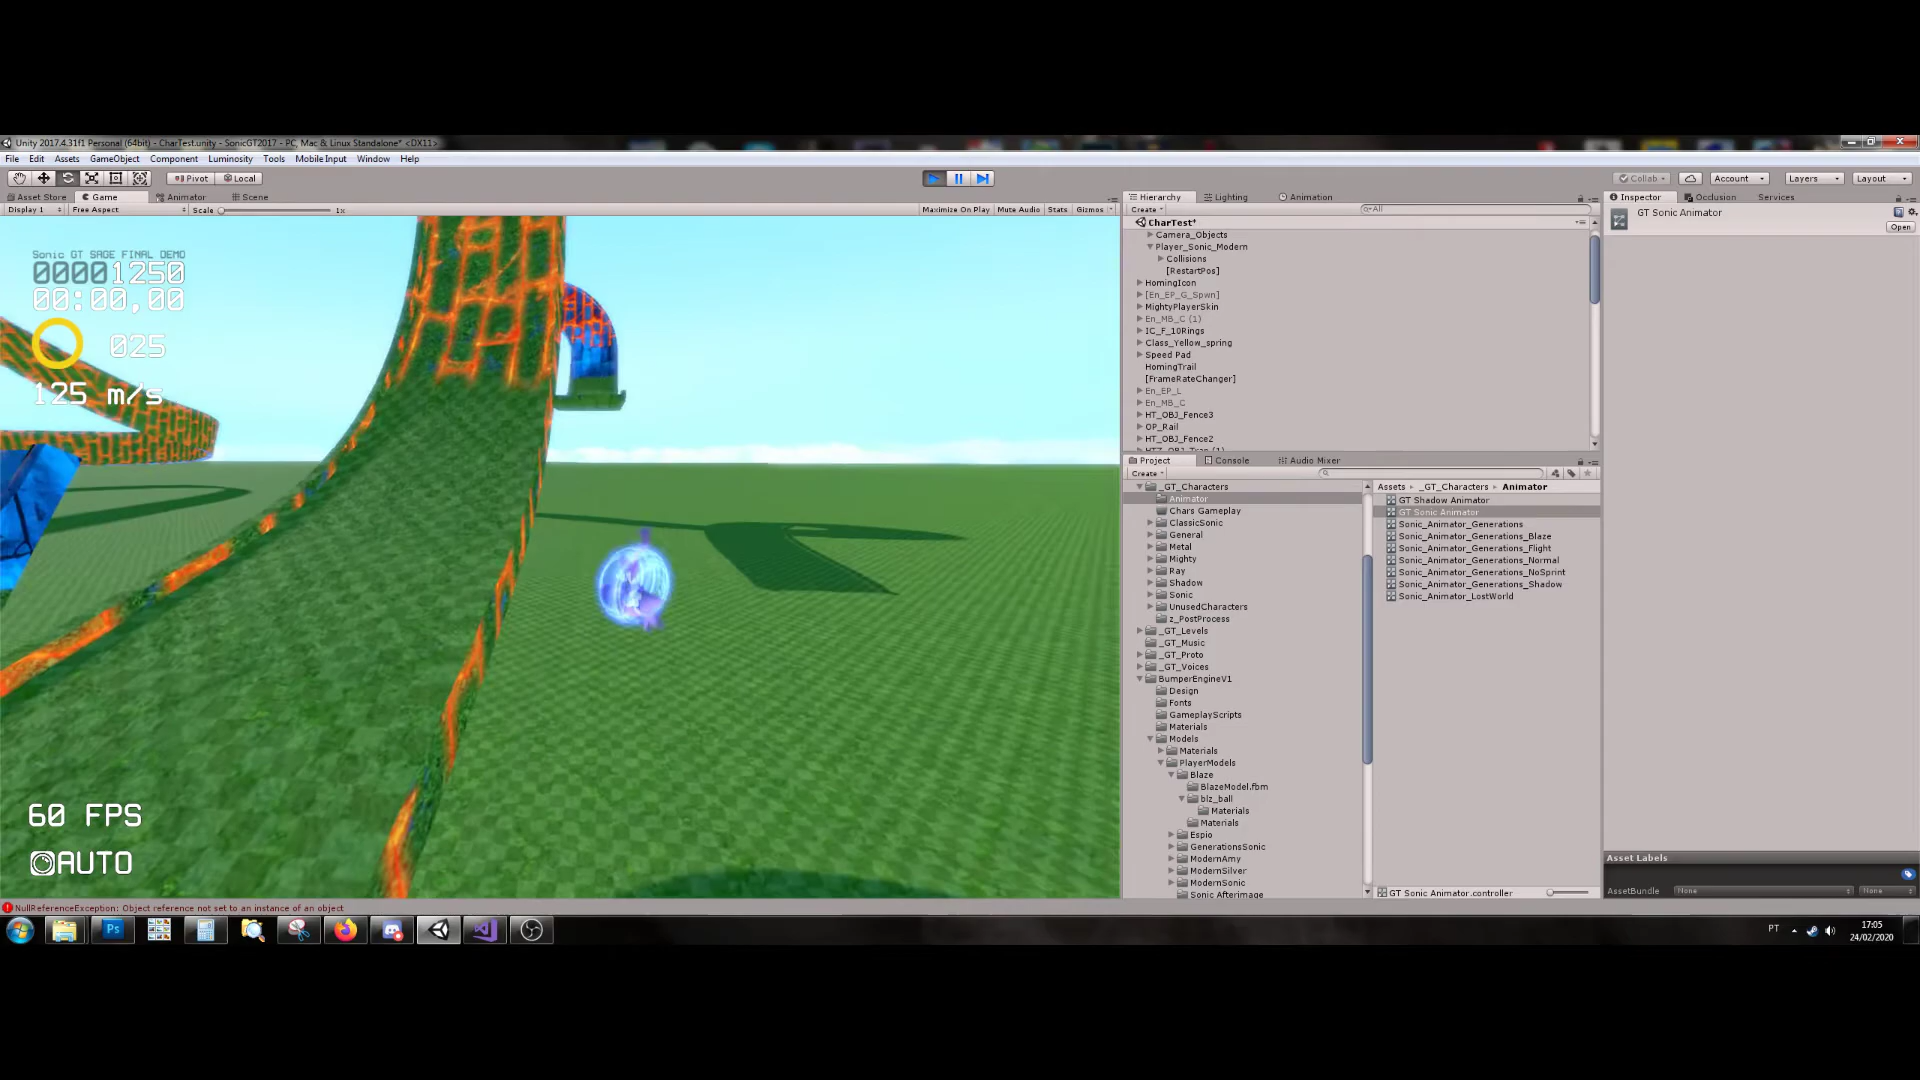 Unity 2017.4.31f1 Personal (64bit) - CharTest.unity - SonicGT2017 - PC, Mac & Linux Standalone* <DX11>
File Edit Assets GameObject Component Luminosity Tools Mobile Input Window Help
Pivot Local Collab Account Layers Layout
Asset Store Game Animator Scene
Display 1 Free Aspect Scale 1x Maximize On Play Mute Audio Stats Gizmos
Sonic GT SAGE FINAL DEMO
00001250
00:00,00
025
125 m/s
60 FPS
AUTO
Hierarchy Lighting Animation
Create All
CharTest*
Camera_Objects
Player_Sonic_Modern
Collisions
[RestartPos]
HomingIcon
[En_EP_G_Spwn]
MightyPlayerSkin
En_MB_C (1)
IC_F_10Rings
Class_Yellow_spring
Speed Pad
HomingTrail
[FrameRateChanger]
En_EP_L
En_MB_C
HT_OBJ_Fence3
OP_Rail
HT_OBJ_Fence2
Project Console Audio Mixer
Create
_GT_Characters
Animator
Chars Gameplay
ClassicSonic
General
Metal
Mighty
Ray
Shadow
Sonic
UnusedCharacters
z_PostProcess
_GT_Levels
_GT_Music
_GT_Proto
_GT_Voices
BumperEngineV1
Design
Fonts
GameplayScripts
Materials
Models
Materials
PlayerModels
Blaze
BlazeModel.fbm
blz_ball
Materials
Materials
Espio
GenerationsSonic
ModernAmy
ModernSilver
ModernSonic
Sonic Afterimage
Assets _GT_Characters Animator
GT Shadow Animator
GT Sonic Animator
Sonic_Animator_Generations
Sonic_Animator_Generations_Blaze
Sonic_Animator_Generations_Flight
Sonic_Animator_Generations_Normal
Sonic_Animator_Generations_NoSprint
Sonic_Animator_Generations_Shadow
Sonic_Animator_LostWorld
GT Sonic Animator.controller
Inspector Occlusion Services
GT Sonic Animator
Open
Asset Labels
AssetBundle None None
NullReferenceException: Object reference not set to an instance of an object
Ps
PT
17:05
24/02/2020